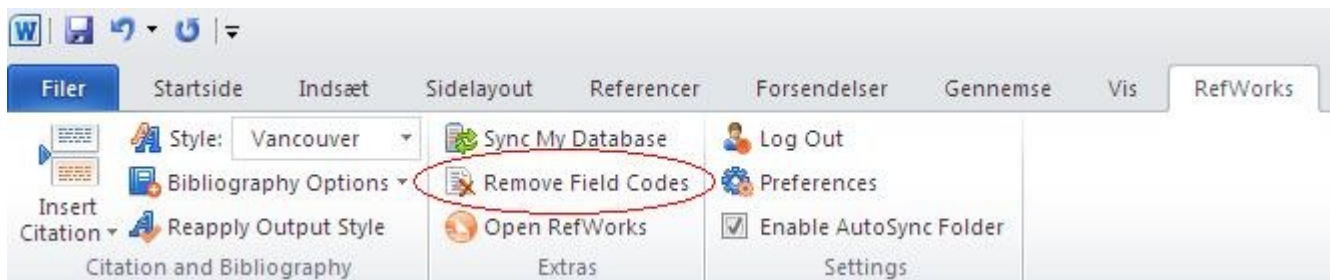 W
Filer Startside Indsæt Sidelayout Referencer Forsendelser Gennemse Vis RefWorks
Style: Vancouver Sync My Database Log Out
Bibliography Options Remove Field Codes Preferences
Insert
Citation Reapply Output Style Open RefWorks Enable AutoSync Folder
Citation and Bibliography Extras Settings